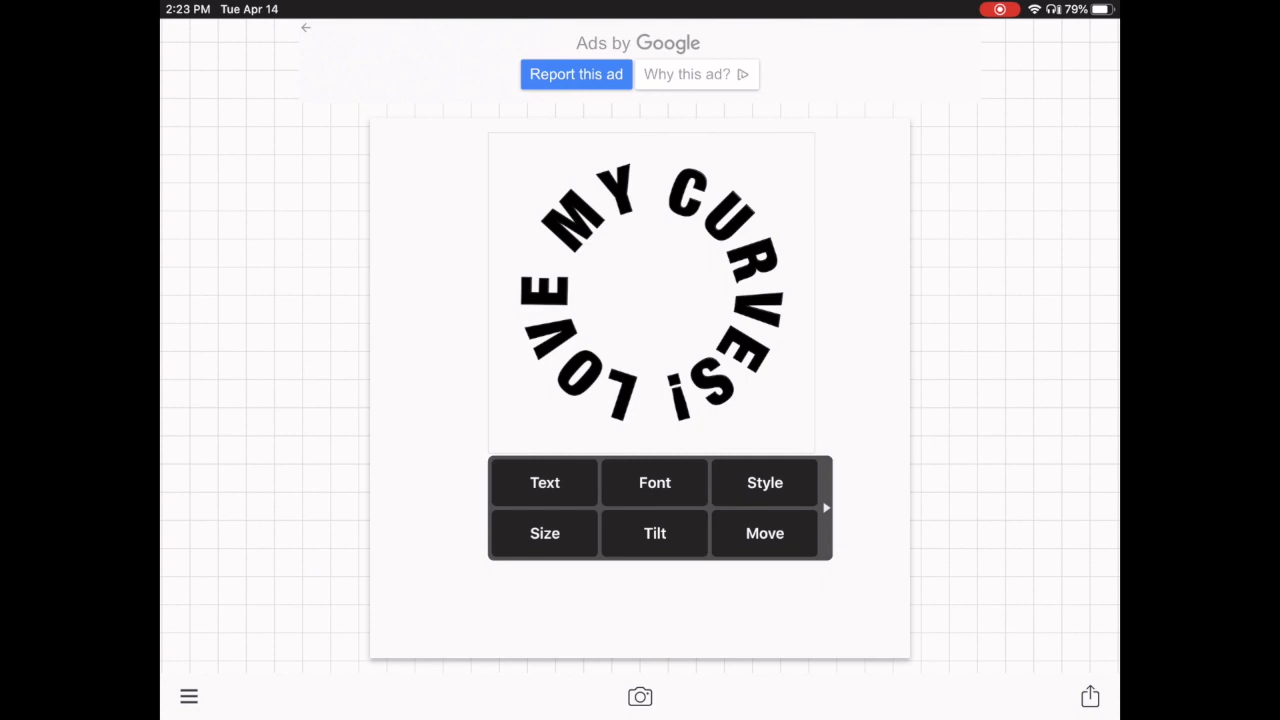 2:23 PM Tue Apr 14
79%
Ads by Google
Report this ad
Why this ad?
LOVE MY CURVES!
Text Font Style
Size Tilt Move